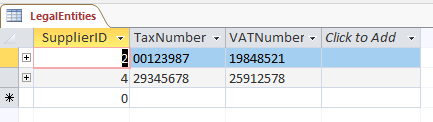 LegalEntities
SupplierID TaxNumber VATNumber Click to Add
2 00123987 19848521
4 29345678 25912578
0